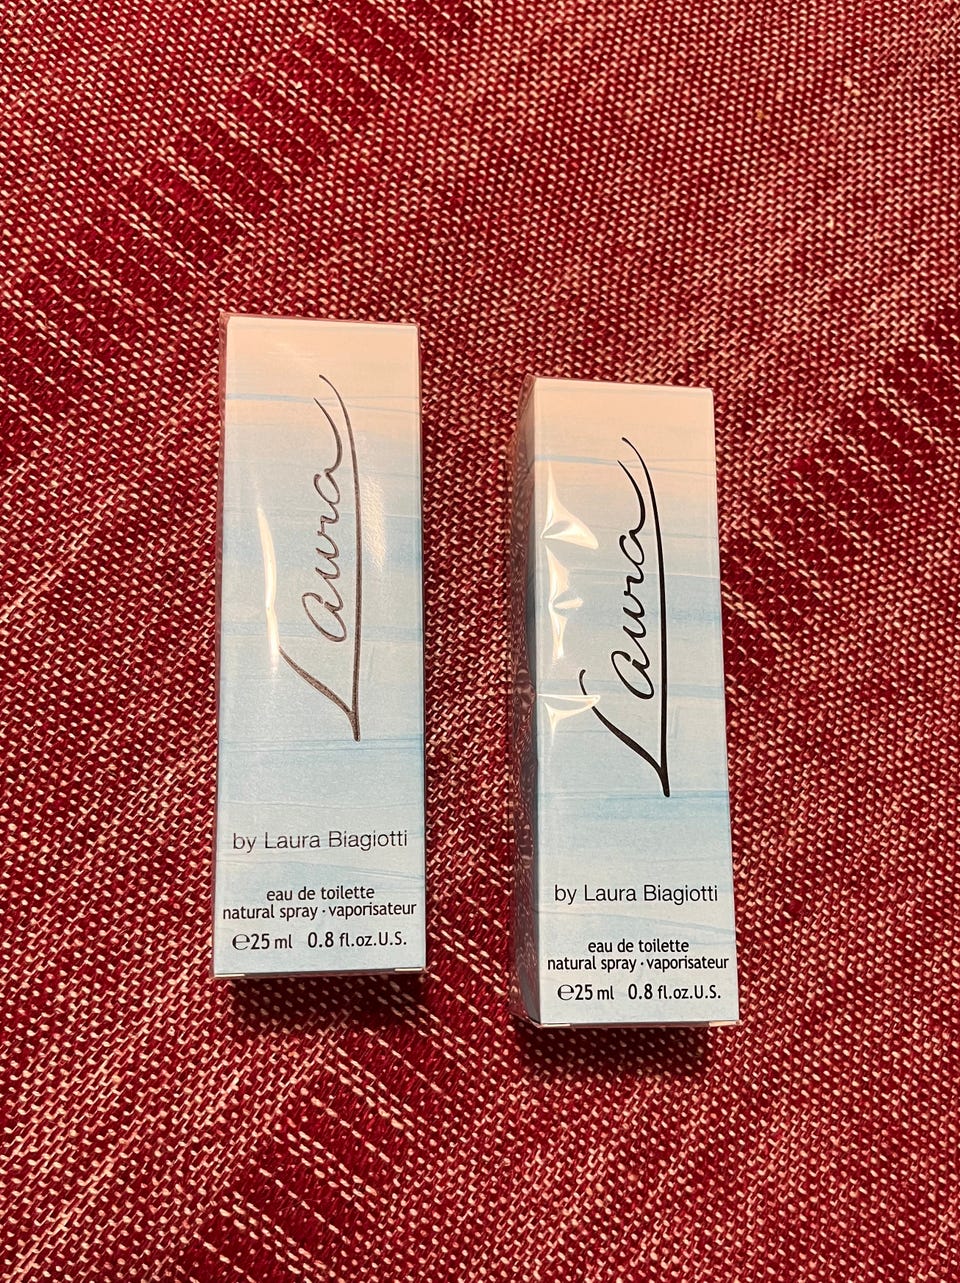 Laura
by Laura Biagiotti
eau de toilette
natural spray · vaporisateur
℮25 ml 0.8 fl.oz.U.S.
Laura
by Laura Biagiotti
eau de toilette
natural spray · vaporisateur
℮25 ml 0.8 fl.oz.U.S.